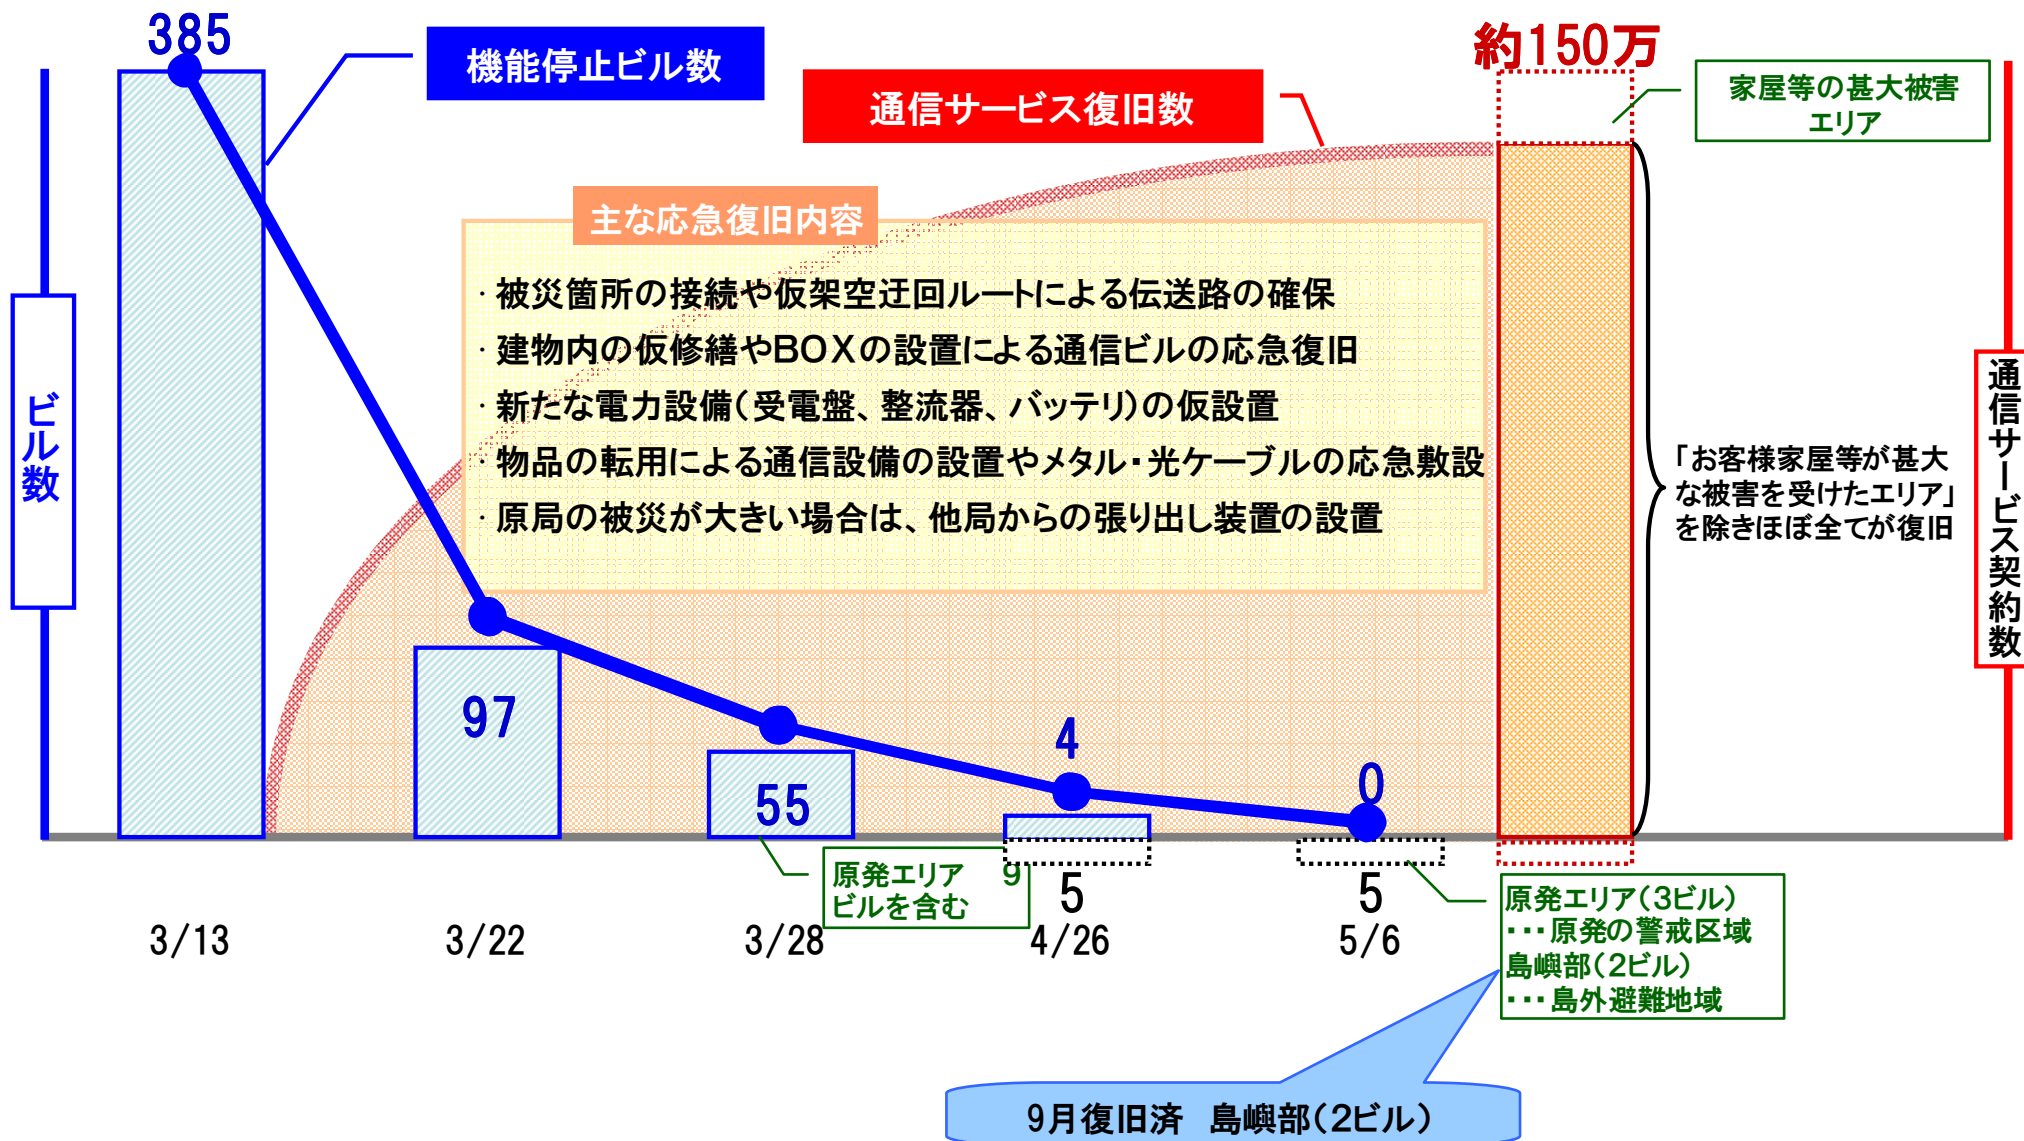 385
機能停止ビル数
約150万
通信サービス復旧数
家屋等の甚大被害
エリア
主な応急復旧内容
・被災箇所の接続や仮架空迂回ルートによる伝送路の確保
・建物内の仮修繕やBOXの設置による通信ビルの応急復旧
・新たな電力設備(受電盤、整流器、バッテリ)の仮設置
・物品の転用による通信設備の設置やメタル・光ケーブルの応急敷設
・原局の被災が大きい場合は、他局からの張り出し装置の設置
ビル数
通信サービス契約数
「お客様家屋等が甚大
な被害を受けたエリア」
を除きほぼ全てが復旧
97
55
4
0
原発エリア 9
ビルを含む
5
5
原発エリア(3ビル)
・・・原発の警戒区域
島嶼部(2ビル)
・・・島外避難地域
3/13
3/22
3/28
4/26
5/6
9月復旧済 島嶼部(2ビル)